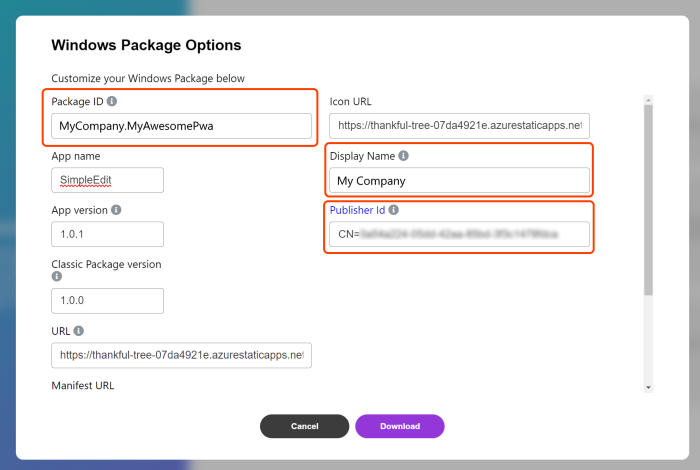 Windows Package Options
Customize your Windows Package below
Package ID
MyCompany.MyAwesomePwa
App name
SimpleEdit
App version
1.0.1
Classic Package version
1.0.0
URL
https://thankful-tree-07da4921e.azurestaticapps.net
Manifest URL
Icon URL
https://thankful-tree-07da4921e.azurestaticapps.net
Display Name
My Company
Publisher Id
CN=
Cancel
Download